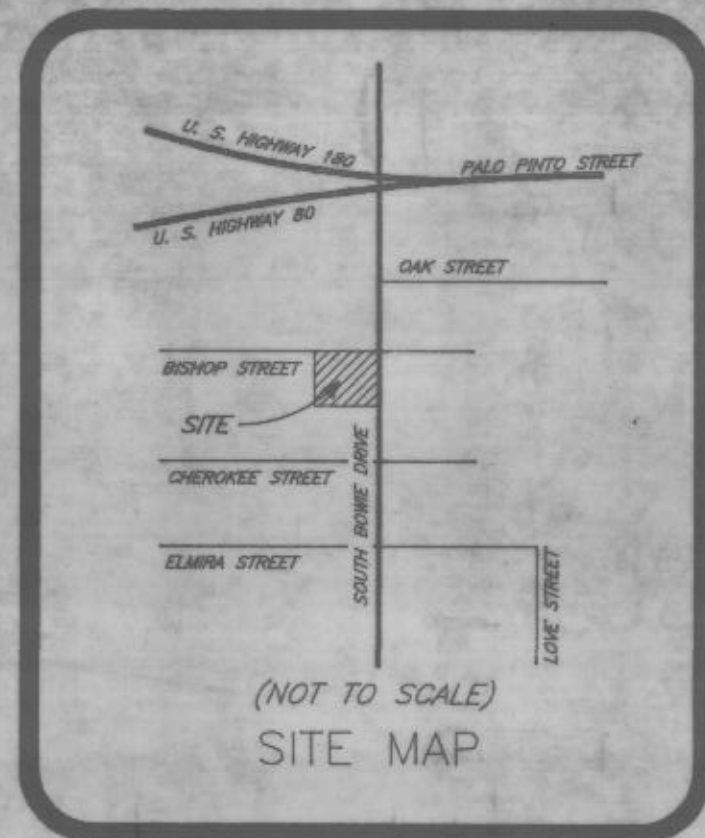 U. S. HIGHWAY 180
PALO PINTO STREET
U. S. HIGHWAY 80
OAK STREET
BISHOP STREET
SITE
CHEROKEE STREET
SOUTH BOWIE DRIVE
ELMIRA STREET
LOVE STREET
(NOT TO SCALE)
SITE MAP